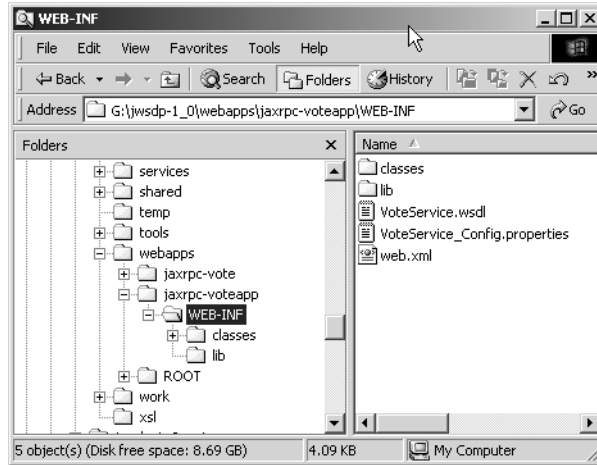 WEB-INF
File Edit View Favorites Tools Help
Back Search Folders History »
Address G:\jwsdp-1_0\webapps\jaxrpc-voteapp\WEB-INF Go
Folders
services
shared
temp
tools
webapps
jaxrpc-vote
jaxrpc-voteapp
WEB-INF
classes
lib
ROOT
work
xsl
Name
classes
lib
VoteService.wsdl
VoteService_Config.properties
web.xml
5 object(s) (Disk free space: 8.69 GB) 4.09 KB My Computer